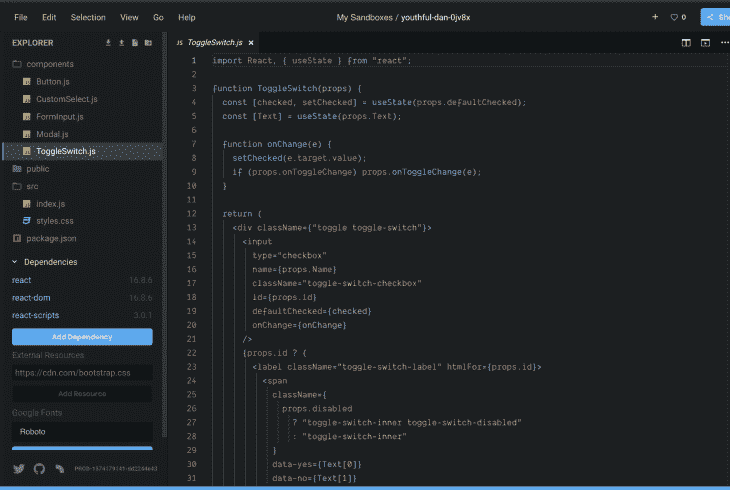 File Edit Selection View Go Help My Sandboxes / youthful-dan-0jv8x + 0 Sh
EXPLORER
components
Button.js
CustomSelect.js
FormInput.js
Modal.js
ToggleSwitch.js
public
src
index.js
styles.css
package.json
Dependencies
react 16.8.6
react-dom 16.8.6
react-scripts 3.0.1
Add Dependency
External Resources
https://cdn.com/bootstrap.css
Add Resource
Google Fonts
Roboto
JS ToggleSwitch.js ×
1 import React, { useState } from "react";
2
3 function ToggleSwitch(props) {
4 const [checked, setChecked] = useState(props.defaultChecked);
5 const [Text] = useState(props.Text);
6
7 function onChange(e) {
8 setChecked(e.target.value);
9 if (props.onToggleChange) props.onToggleChange(e);
10 }
11
12 return (
13 <div className={"toggle toggle-switch"}>
14 <input
15 type="checkbox"
16 name={props.Name}
17 className="toggle-switch-checkbox"
18 id={props.id}
19 defaultChecked={checked}
20 onChange={onChange}
21 />
22 {props.id ? (
23 <label className="toggle-switch-label" htmlFor={props.id}>
24 <span
25 className={
26 props.disabled
27 ? "toggle-switch-inner toggle-switch-disabled"
28 : "toggle-switch-inner"
29 }
30 data-yes={Text[0]}
31 data-no={Text[1]}